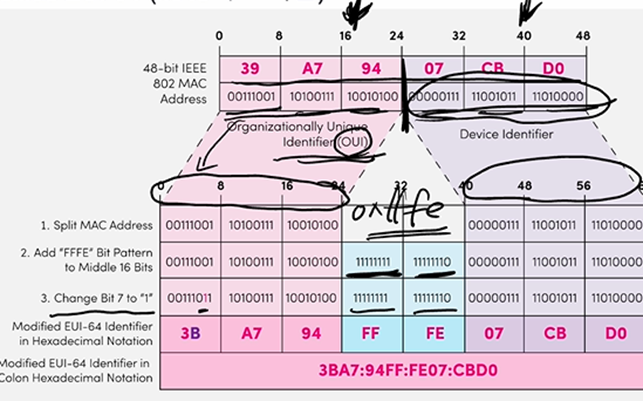 0 8 16 24 32 40 48
48-bit IEEE 802 MAC Address
39 A7 94 07 CB D0
00111001 10100111 10010100 00000111 11001011 11010000
Organizationally Unique
Identifier (OUI)
Device Identifier
0 8 16 24 32 40 48 56
1. Split MAC Address 00111001 10100111 10010100 00000111 11001011 11010000
2. Add "FFFE" Bit Pattern
to Middle 16 Bits
00111001 10100111 10010100 11111111 11111110 00000111 11001011 11010000
3. Change Bit 7 to "1" 00111011 10100111 10010100 11111111 11111110 00000111 11001011 11010000
Modified EUI-64 Identifier
in Hexadecimal Notation
3B A7 94 FF FE 07 CB D0
Modified EUI-64 Identifier in
Colon Hexadecimal Notation
3BA7:94FF:FE07:CBD0